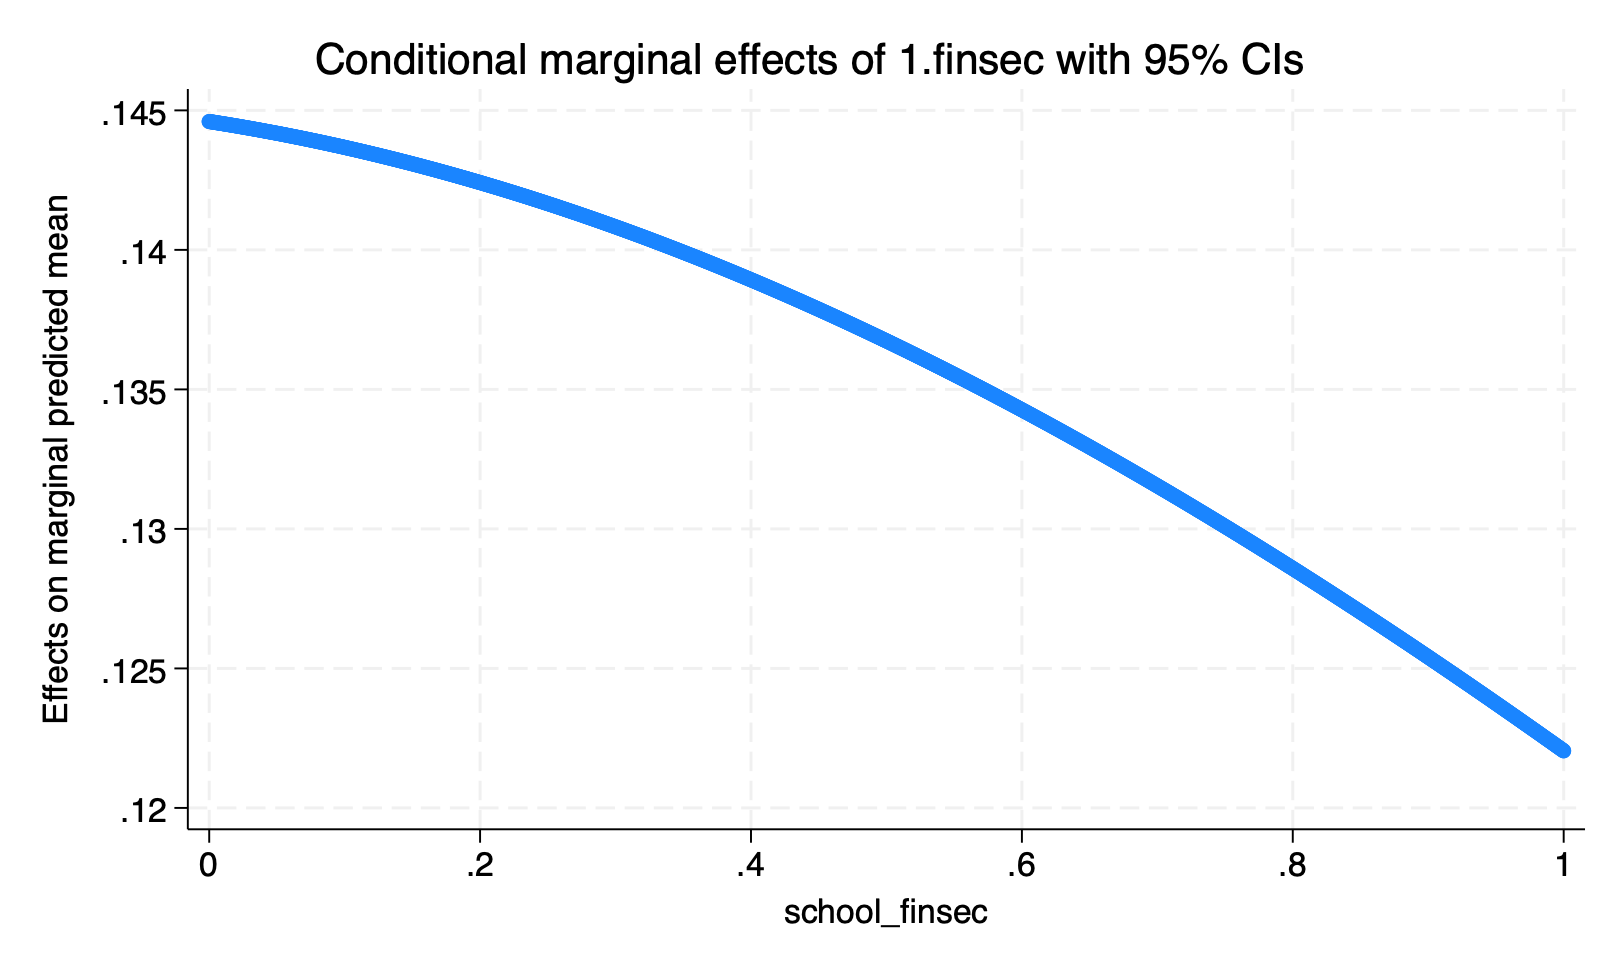 Conditional marginal effects of 1.finsec with 95% CIs
Effects on marginal predicted mean
.145
.14
.135
.13
.125
.12
0 .2 .4 .6 .8 1
school_finsec